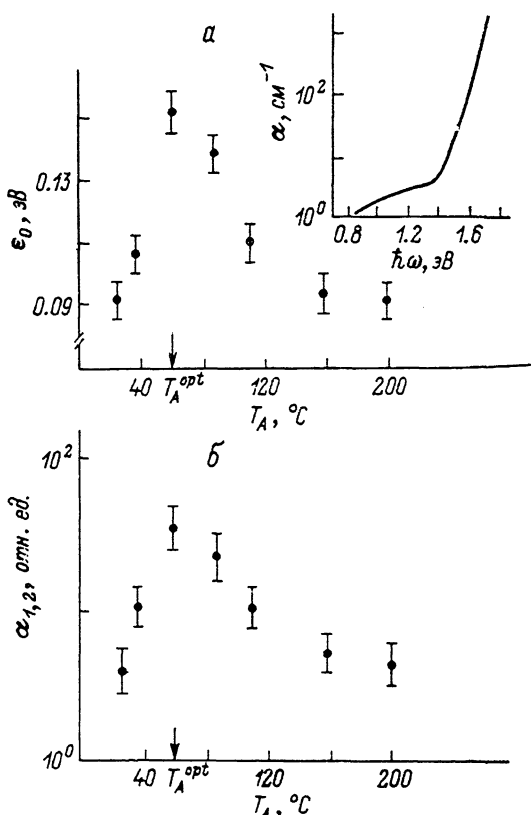 а
α, см⁻¹
10²
10⁰
0.8 1.2 1.6
ħω, эВ
ε₀, эВ
0.13
0.09
40 T_A^opt 120 200
T_A, °C
б
α₁,₂, отн. ед.
10²
10⁰
40 T_A^opt 120 200
T_A, °C